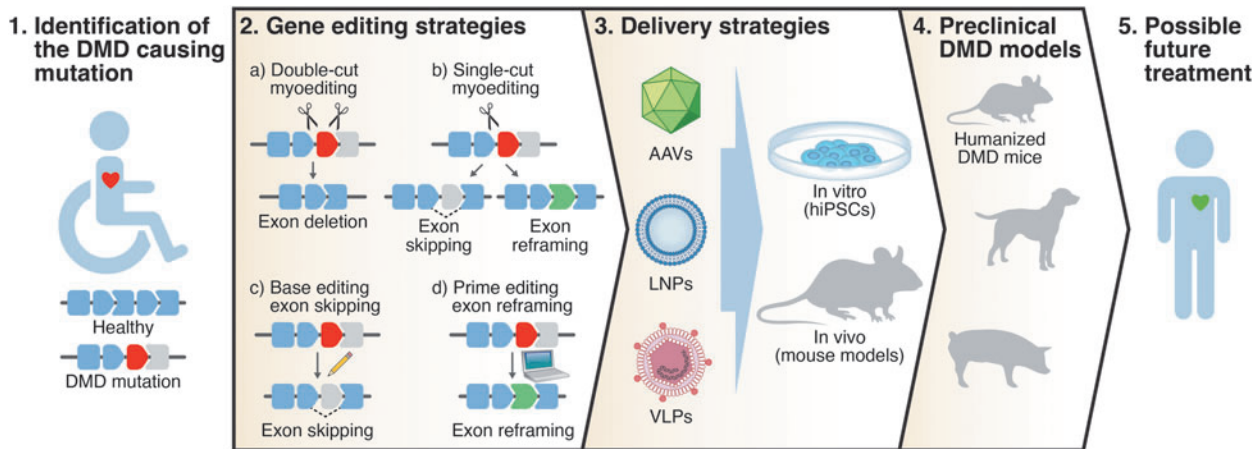 1. Identification of
the DMD causing
mutation
Healthy
DMD mutation
2. Gene editing strategies
a) Double-cut
myoediting
Exon deletion
b) Single-cut
myoediting
Exon
skipping
Exon
reframing
c) Base editing
exon skipping
Exon skipping
d) Prime editing
exon reframing
Exon reframing
3. Delivery strategies
AAVs
LNPs
VLPs
In vitro
(hiPSCs)
In vivo
(mouse models)
4. Preclinical
DMD models
Humanized
DMD mice
5. Possible
future
treatment